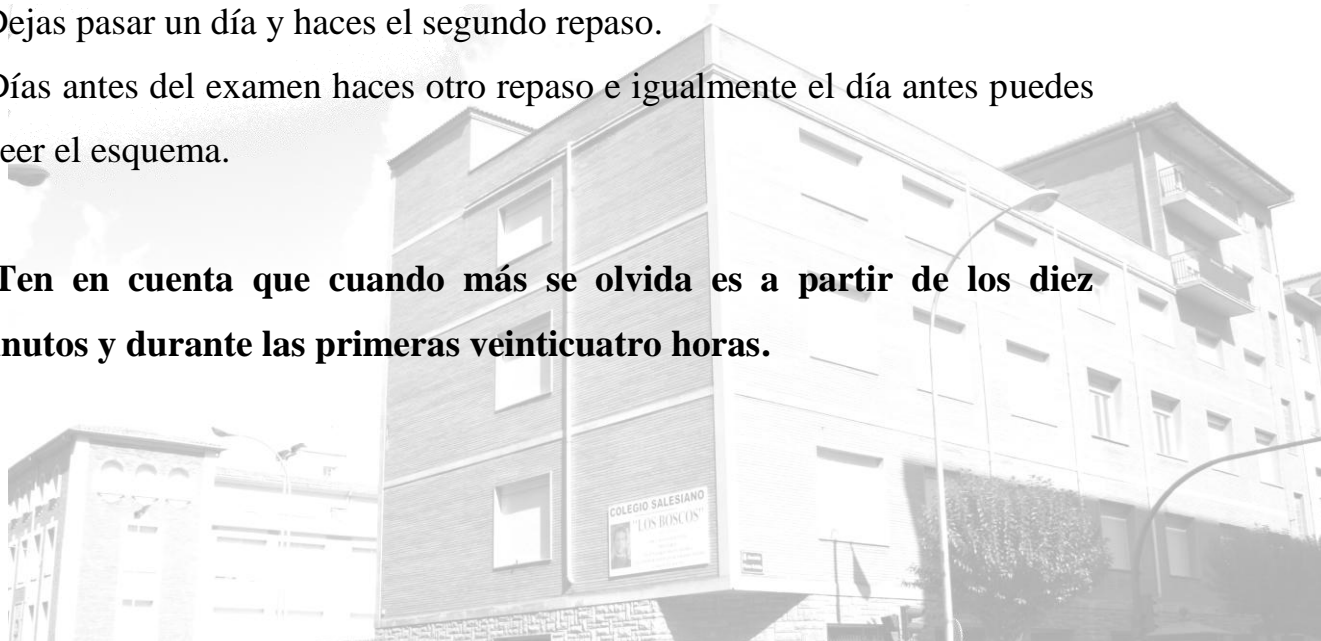 Dejas pasar un día y haces el segundo repaso.
Días antes del examen haces otro repaso e igualmente el día antes puedes
eer el esquema.
Ten en cuenta que cuando más se olvida es a partir de los diez
nutos y durante las primeras veinticuatro horas.
COLEGIO SALESIANO
"LOS BOSCOS"